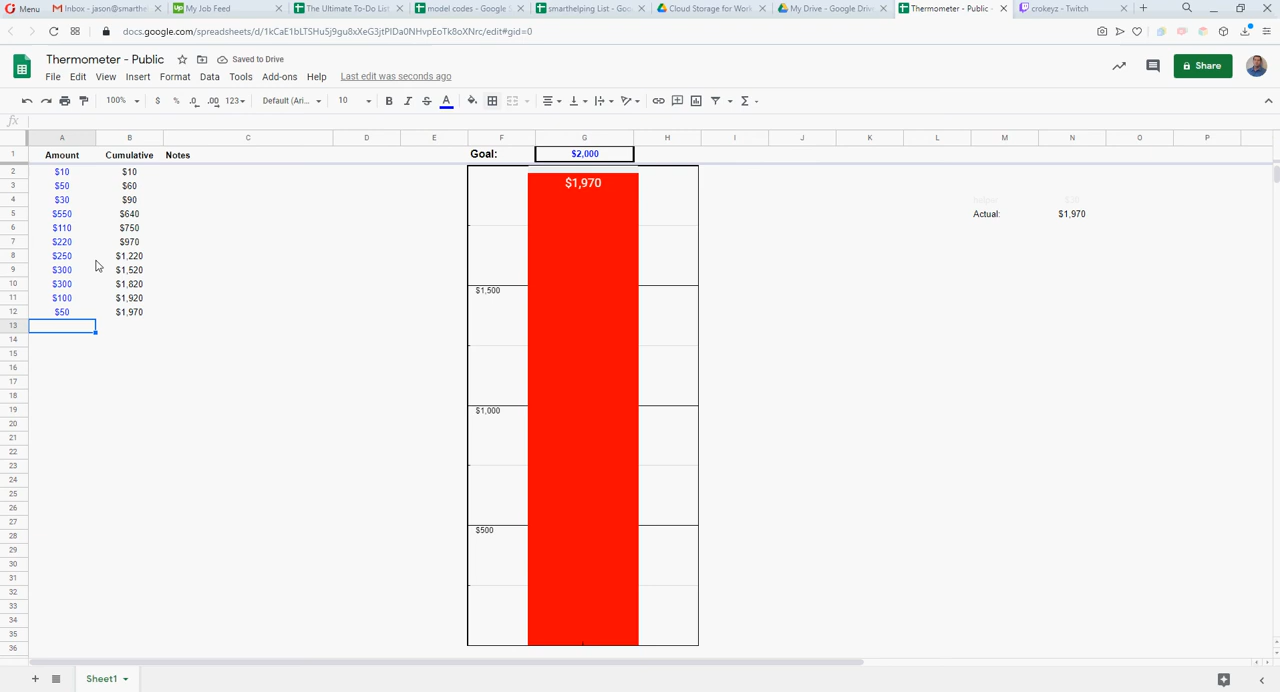 Menu
Inbox - jason@smarthe
My Job Feed
The Ultimate To-Do List
model codes - Google S
smarthelping List - Goo
Cloud Storage for Work
My Drive - Google Drive
Thermometer - Public -
crokeyz - Twitch
docs.google.com/spreadsheets/d/1kCaE1bLTSHu5j9gu8xXeG3jtPIDa0NHvpEoTk8oXNrc/edit#gid=0
Thermometer - Public
Saved to Drive
Share
File Edit View Insert Format Data Tools Add-ons Help Last edit was seconds ago
100% $ % .0 .00 123 Default (Ari... 10 B I S A
fx
A B C D E F G H I J K L M N O P
1 Amount Cumulative Notes Goal: $2,000
2 $10 $10
3 $50 $60 $1,970
4 $30 $90
5 $550 $640 Actual: $1,970
6 $110 $750
7 $220 $970
8 $250 $1,220
9 $300 $1,520
10 $300 $1,820
11 $100 $1,920 $1,500
12 $50 $1,970
13
14
15
16
17
18
19 $1,000
20
21
22
23
24
25
26
27
28 $500
29
30
31
32
33
34
35
36
Sheet1